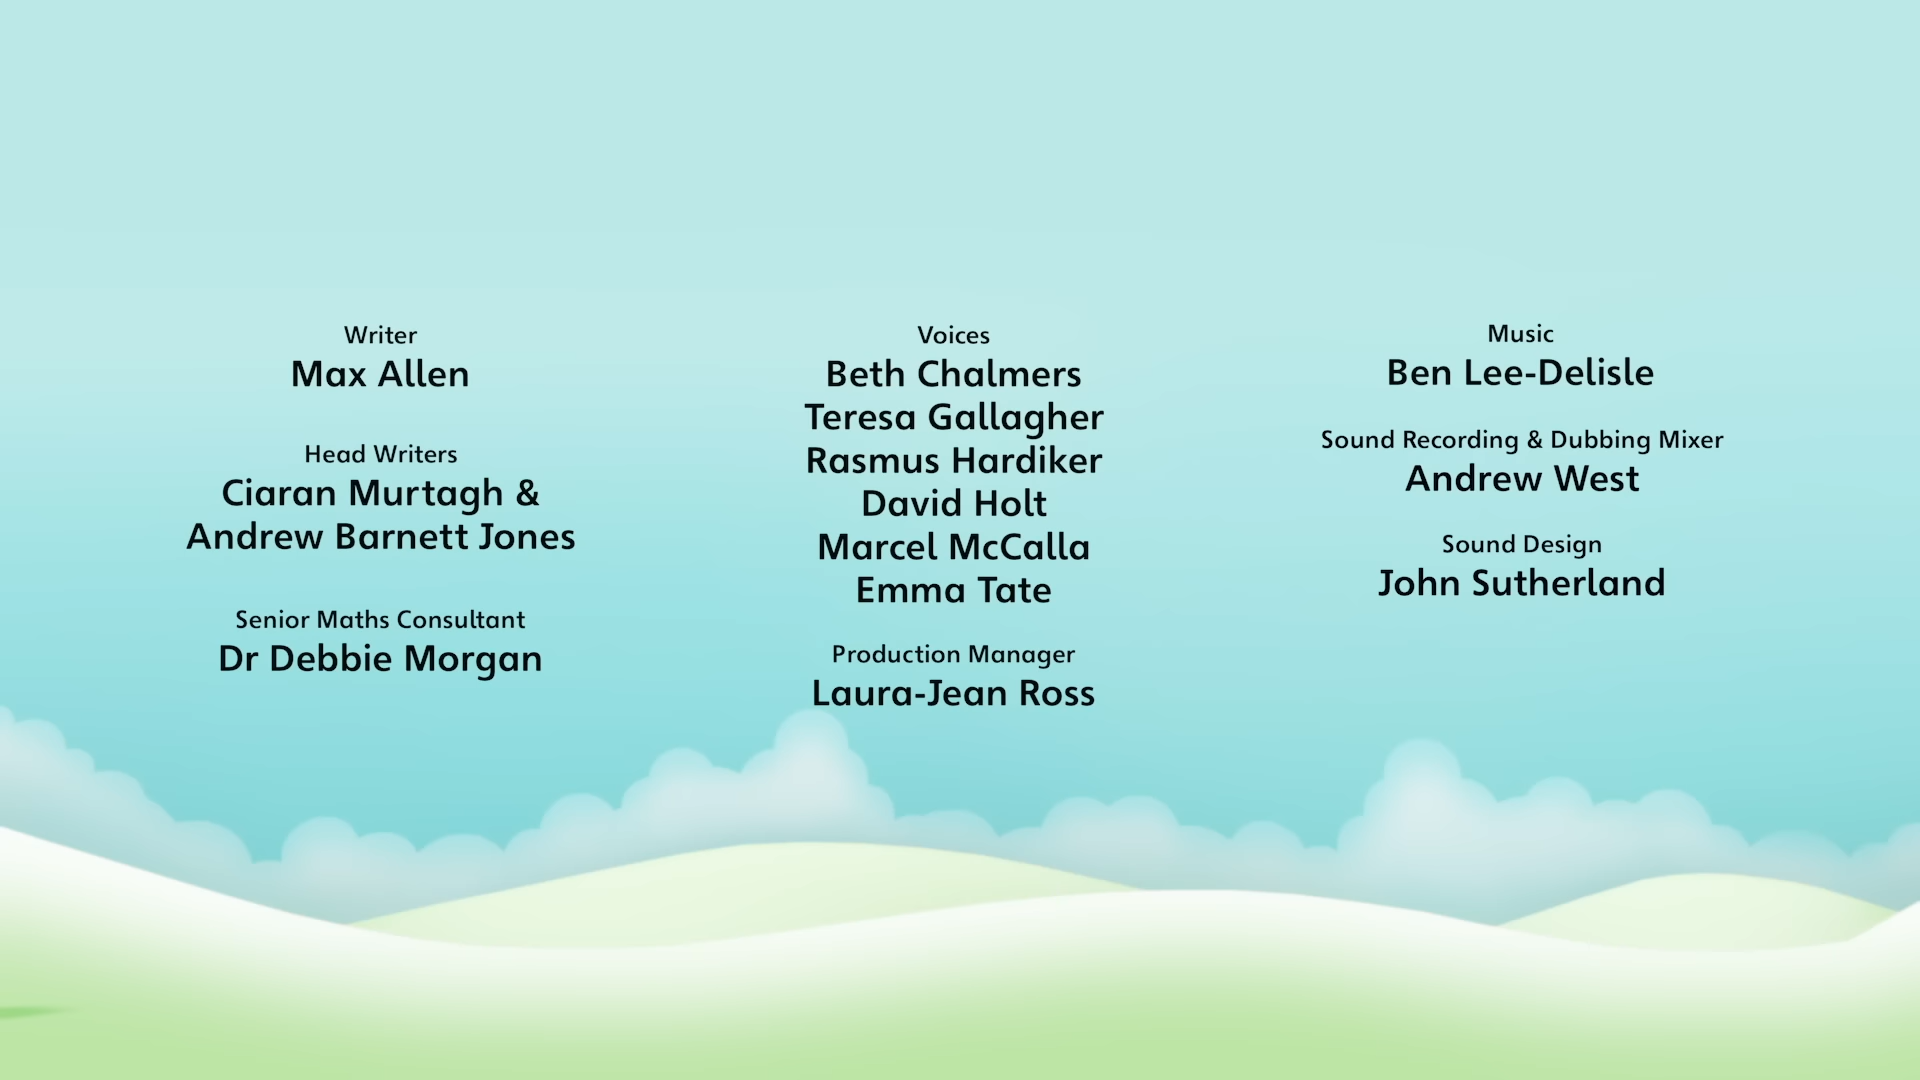 Writer
Max Allen
Head Writers
Ciaran Murtagh &
Andrew Barnett Jones
Senior Maths Consultant
Dr Debbie Morgan
Voices
Beth Chalmers
Teresa Gallagher
Rasmus Hardiker
David Holt
Marcel McCalla
Emma Tate
Production Manager
Laura-Jean Ross
Music
Ben Lee-Delisle
Sound Recording & Dubbing Mixer
Andrew West
Sound Design
John Sutherland